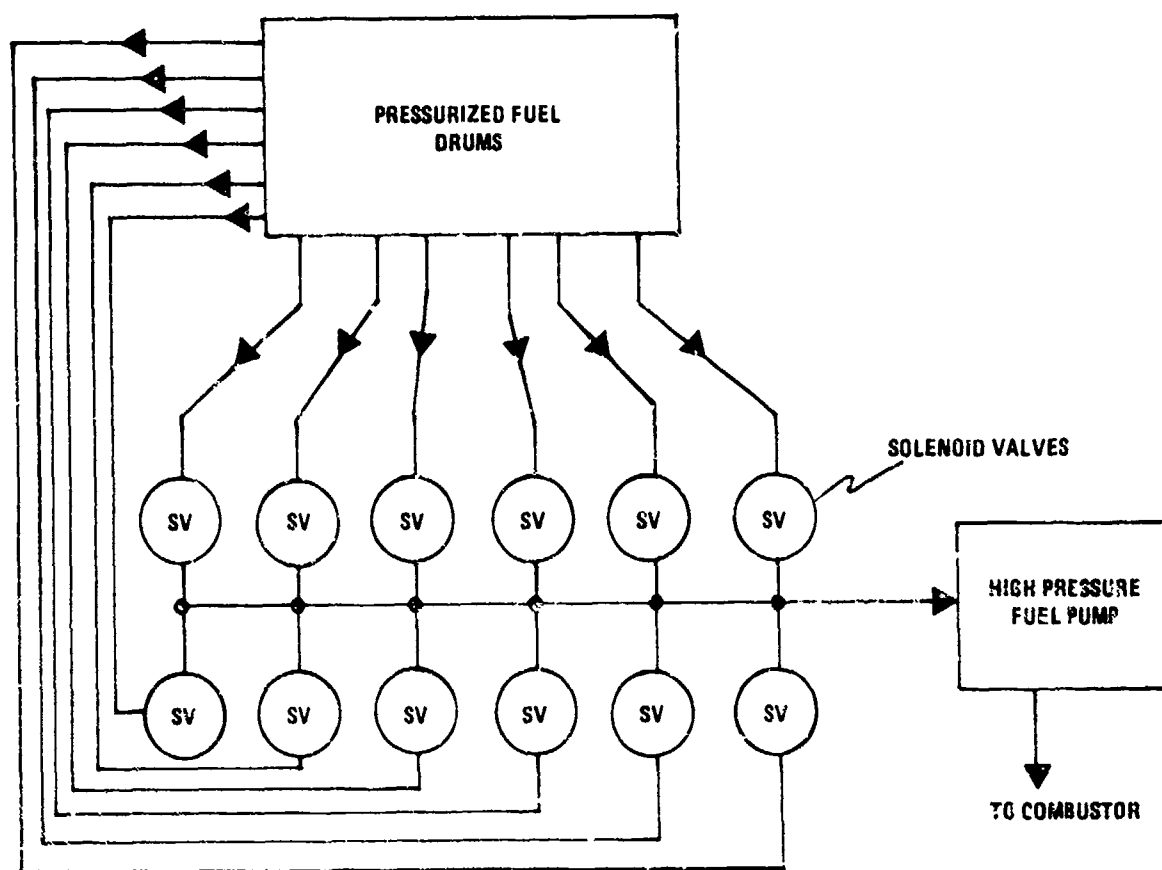 PRESSURIZED FUEL
DRUMS
SOLENOID VALVES
SV SV SV SV SV SV
HIGH PRESSURE
FUEL PUMP
SV SV SV SV SV SV
TO COMBUSTOR